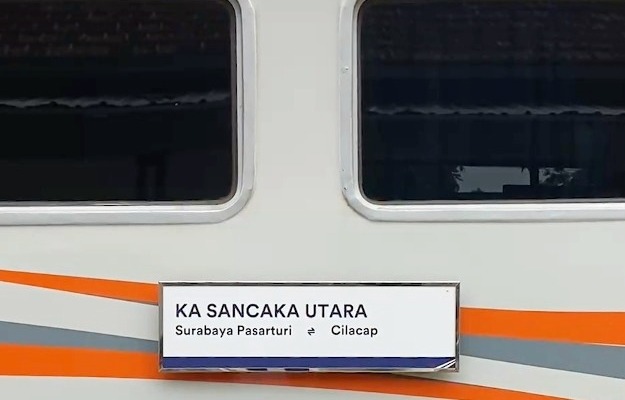 KA SANCAKA UTARA
Surabaya Pasarturi ⇌ Cilacap